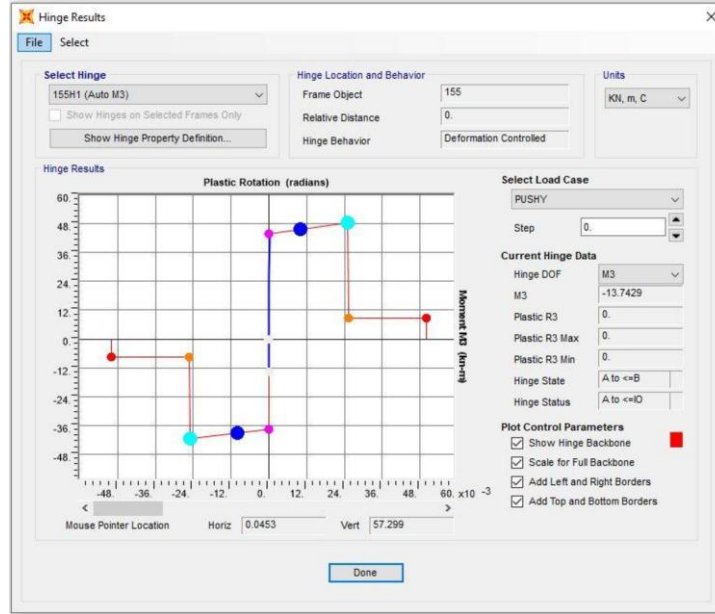 Hinge Results
File Select
Select Hinge
155H1 (Auto M3)
Show Hinges on Selected Frames Only
Show Hinge Property Definition...
Hinge Location and Behavior
Frame Object 155
Relative Distance 0.
Hinge Behavior Deformation Controlled
Units
KN, m, C
Hinge Results
Plastic Rotation (radians)
60.
48.
36.
24.
12.
0.
-12.
-24.
-36.
-48.
Moment M3 (kn-m)
-48. -36. -24. -12. 0. 12. 24. 36. 48. 60. x10 -3
Mouse Pointer Location Horiz 0.0453 Vert 57.299
Select Load Case
PUSHY
Step 0.
Current Hinge Data
Hinge DOF M3
M3 -13.7429
Plastic R3 0.
Plastic R3 Max 0.
Plastic R3 Min 0.
Hinge State A to <=B
Hinge Status A to <=IO
Plot Control Parameters
Show Hinge Backbone
Scale for Full Backbone
Add Left and Right Borders
Add Top and Bottom Borders
Done